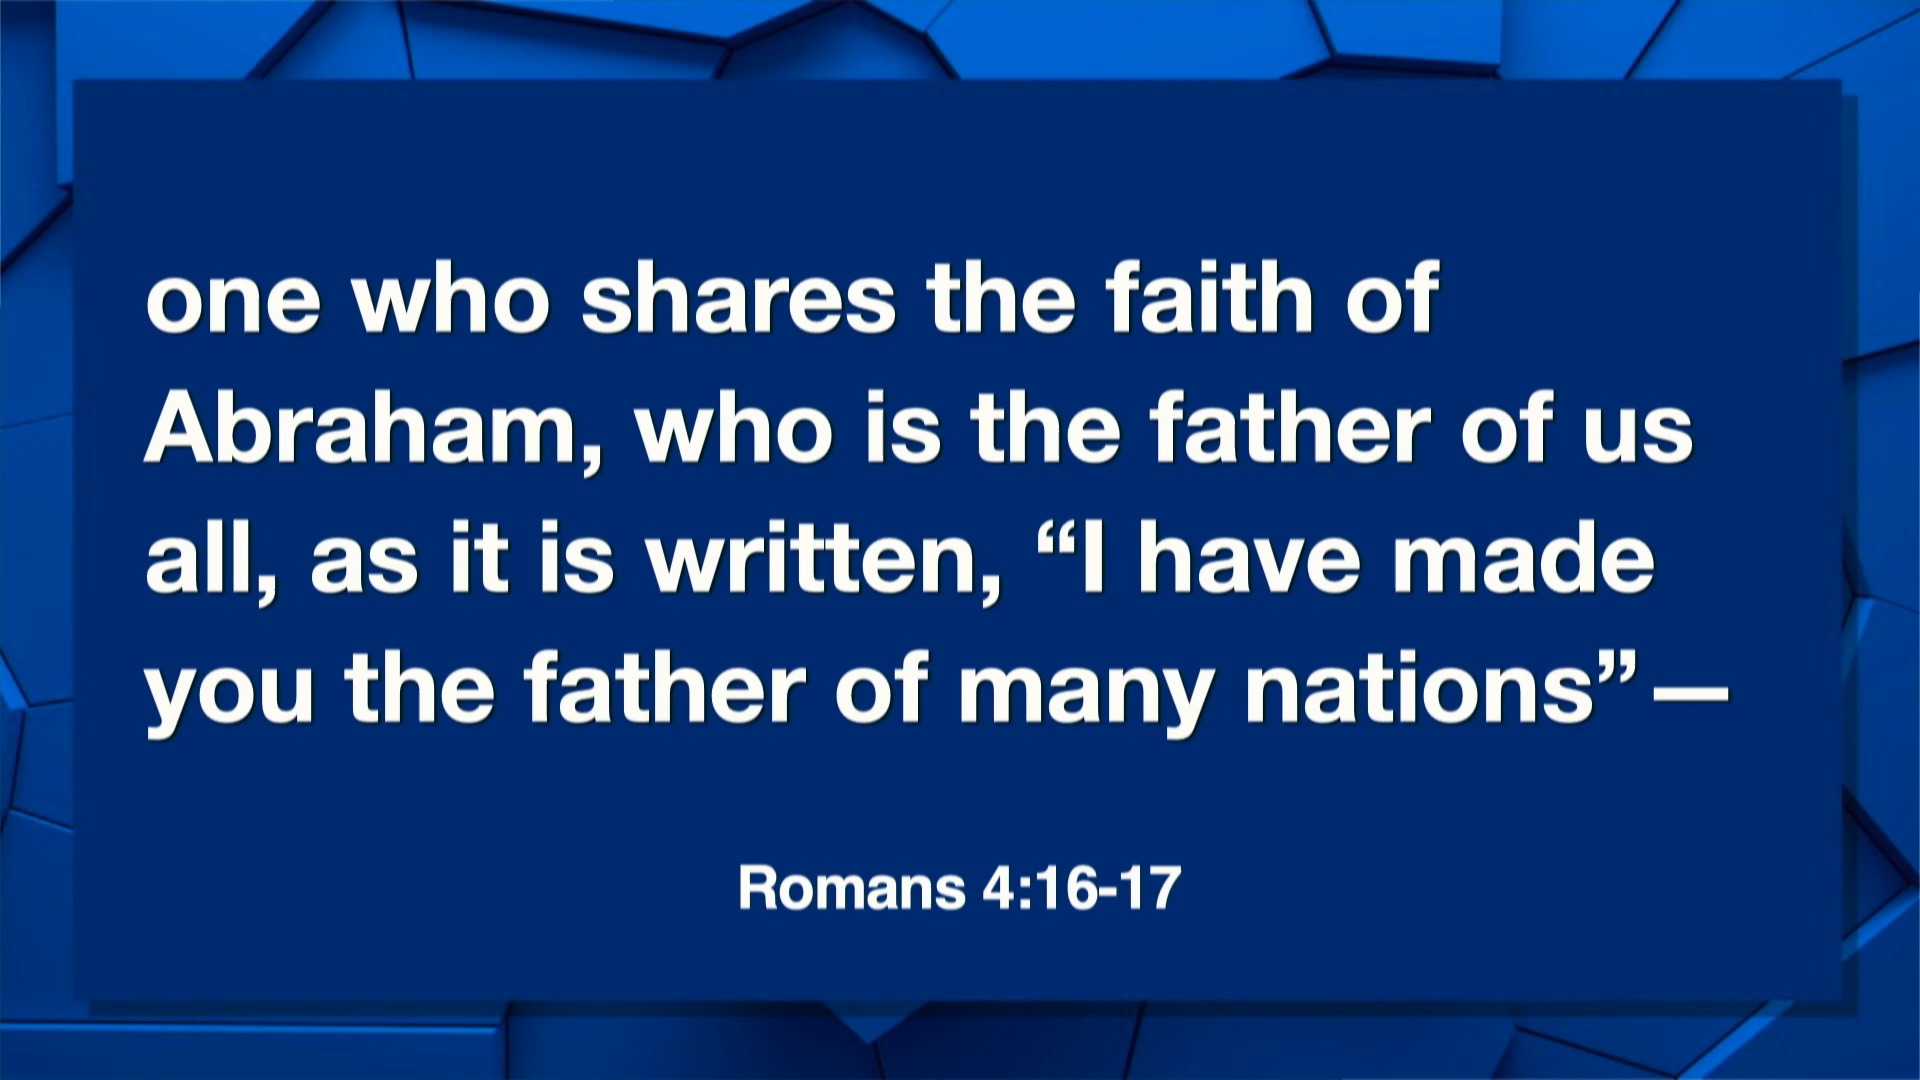 one who shares the faith of
Abraham, who is the father of us
all, as it is written, “I have made
you the father of many nations”—
Romans 4:16-17